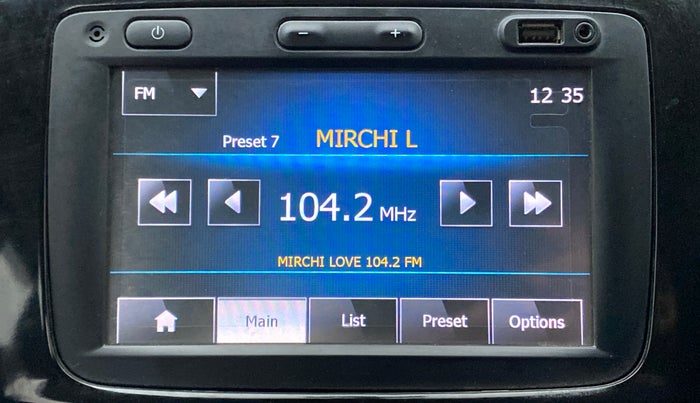 FM
12 35
Preset 7 MIRCHI L
104.2 MHz
MIRCHI LOVE 104.2 FM
Main List Preset Options